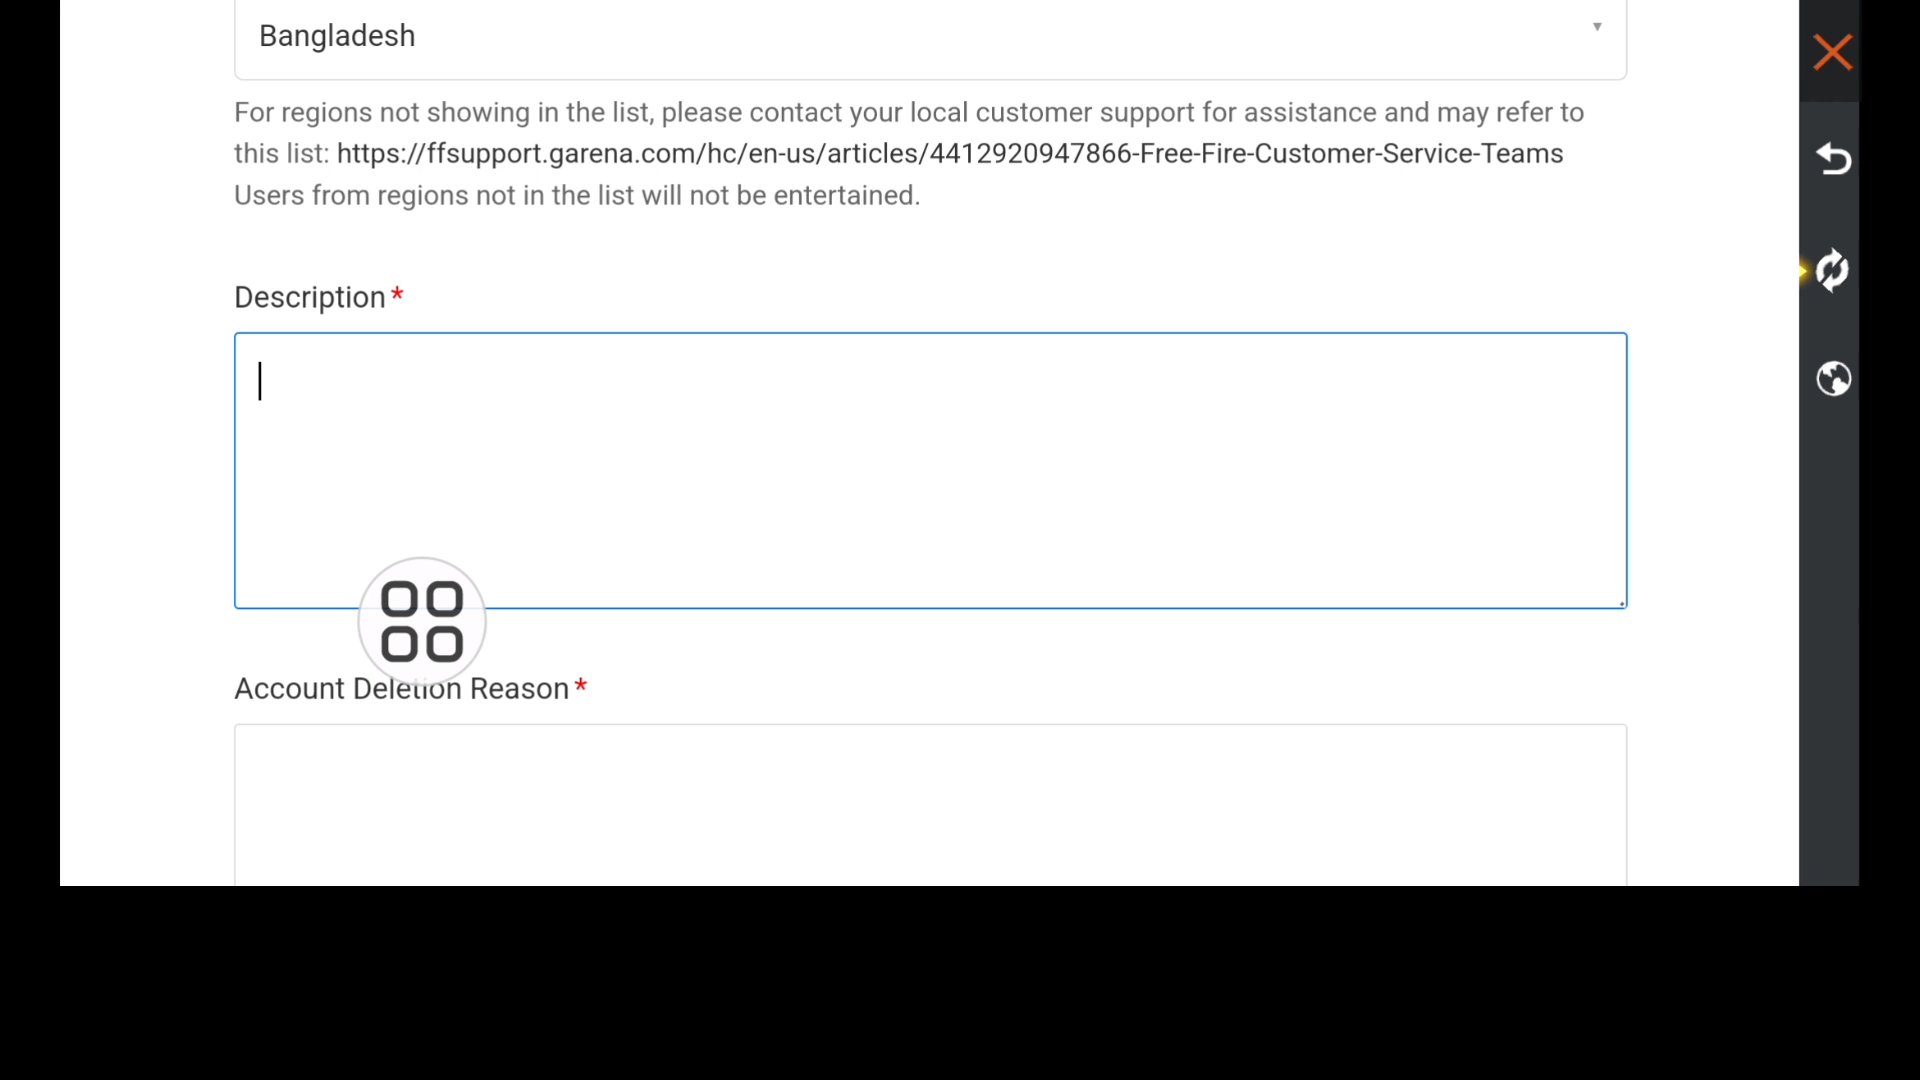 Bangladesh
For regions not showing in the list, please contact your local customer support for assistance and may refer to
this list: https://ffsupport.garena.com/hc/en-us/articles/4412920947866-Free-Fire-Customer-Service-Teams
Users from regions not in the list will not be entertained.
Description*
Account Deletion Reason*